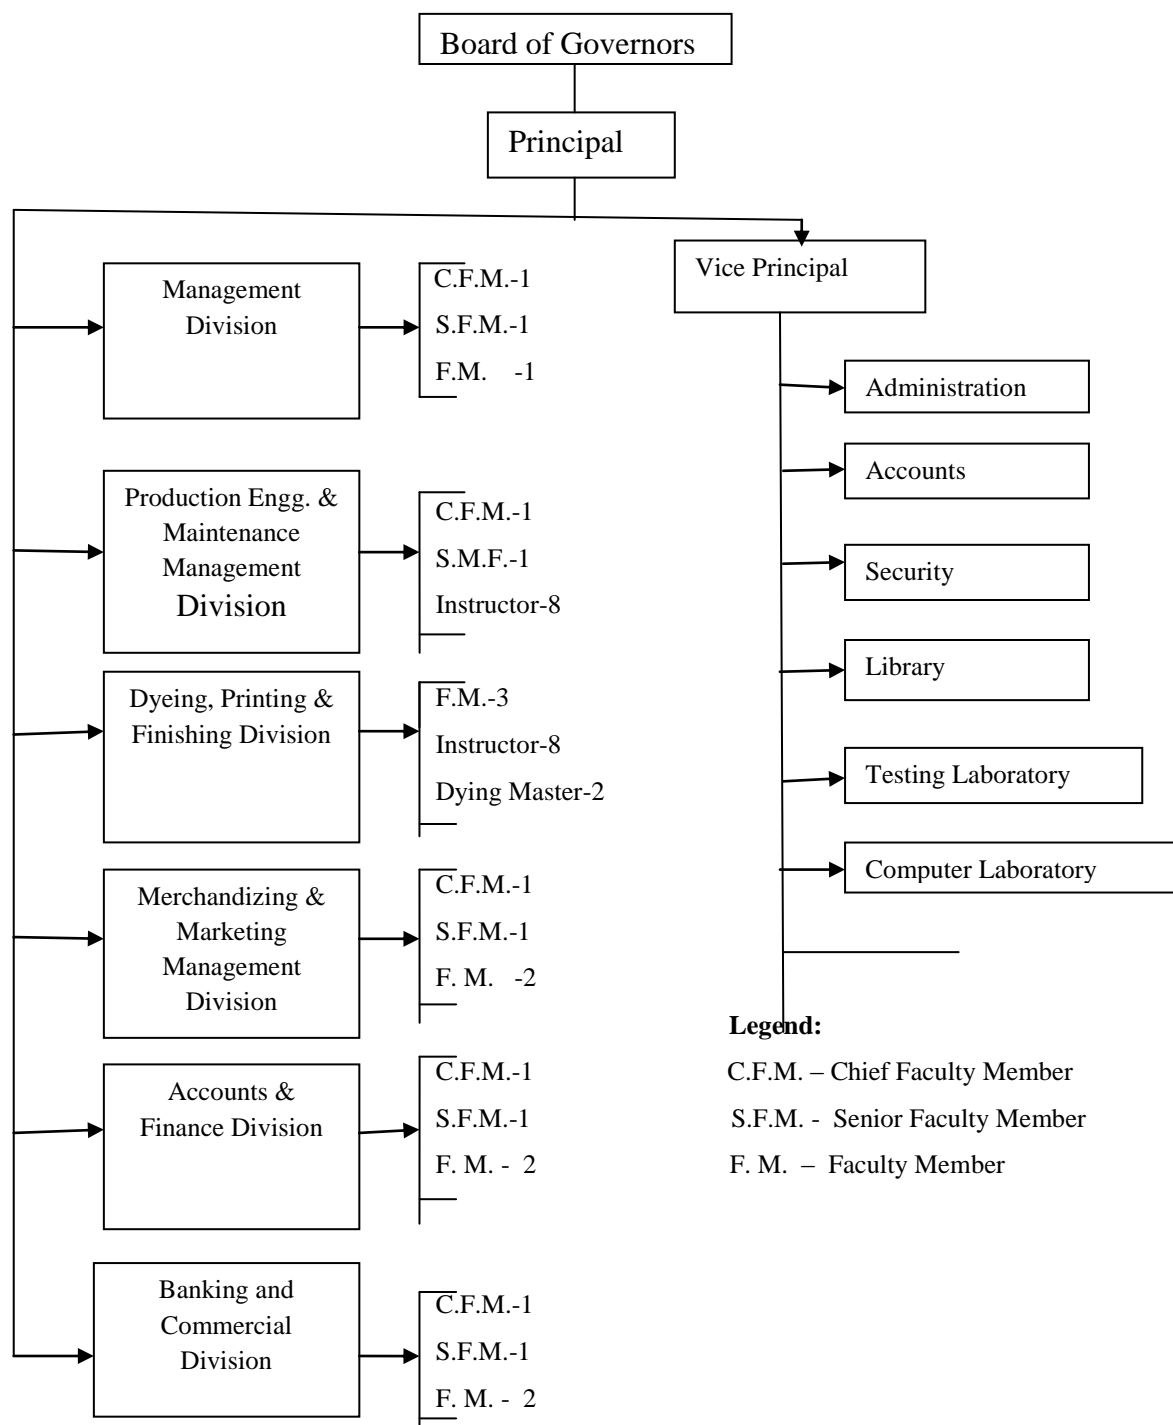 Board of Governors
Principal
Vice Principal
Management
Division
C.F.M.-1
S.F.M.-1
F.M. -1
Production Engg. &
Maintenance
Management
Division
C.F.M.-1
S.M.F.-1
Instructor-8
Dyeing, Printing &
Finishing Division
F.M.-3
Instructor-8
Dying Master-2
Merchandizing &
Marketing
Management
Division
C.F.M.-1
S.F.M.-1
F. M. -2
Accounts &
Finance Division
C.F.M.-1
S.F.M.-1
F. M. - 2
Banking and
Commercial
Division
C.F.M.-1
S.F.M.-1
F. M. - 2
Administration
Accounts
Security
Library
Testing Laboratory
Computer Laboratory
Legend:
C.F.M. – Chief Faculty Member
S.F.M. - Senior Faculty Member
F. M. – Faculty Member